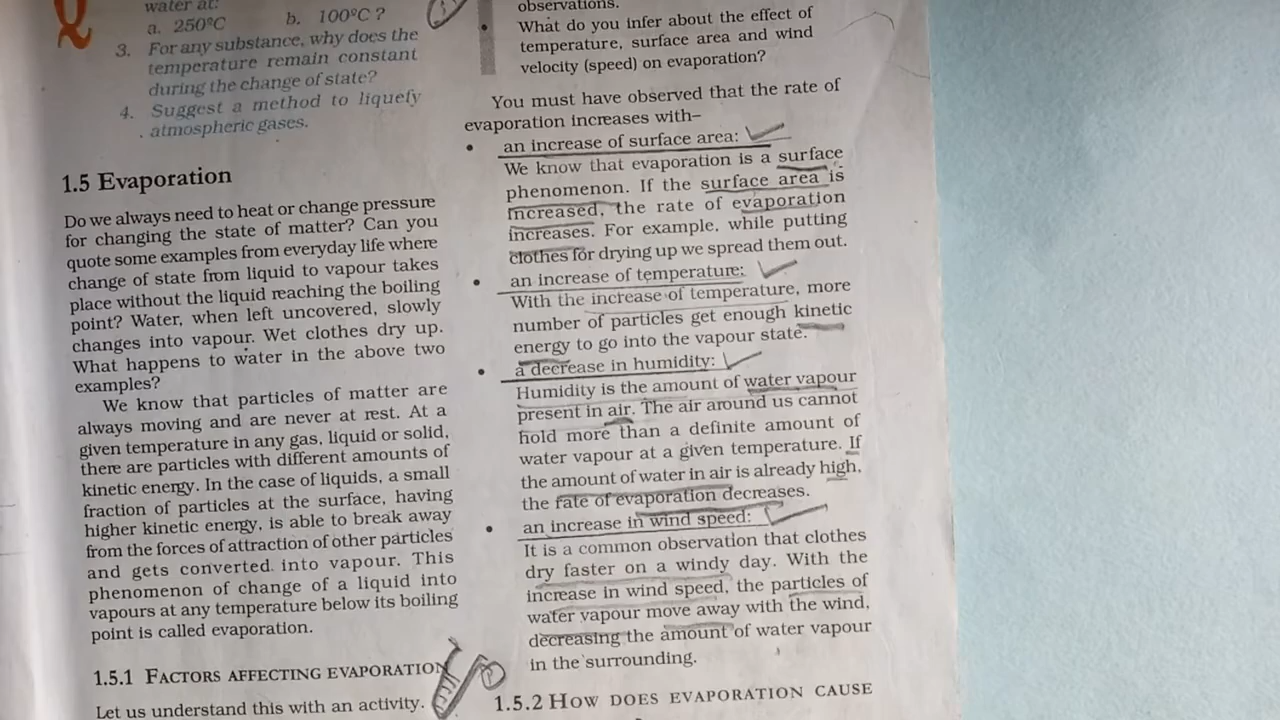 water at:
a. 250°C b. 100°C ?
3. For any substance, why does the
temperature remain constant
during the change of state?
4. Suggest a method to liquefy
atmospheric gases.
1.5 Evaporation
Do we always need to heat or change pressure
for changing the state of matter? Can you
quote some examples from everyday life where
change of state from liquid to vapour takes
place without the liquid reaching the boiling
point? Water, when left uncovered, slowly
changes into vapour. Wet clothes dry up.
What happens to water in the above two
examples?
We know that particles of matter are
always moving and are never at rest. At a
given temperature in any gas, liquid or solid,
there are particles with different amounts of
kinetic energy. In the case of liquids, a small
fraction of particles at the surface, having
higher kinetic energy, is able to break away
from the forces of attraction of other particles
and gets converted into vapour. This
phenomenon of change of a liquid into
vapours at any temperature below its boiling
point is called evaporation.
1.5.1 FACTORS AFFECTING EVAPORATION
Let us understand this with an activity.
observations.
• What do you infer about the effect of
temperature, surface area and wind
velocity (speed) on evaporation?
You must have observed that the rate of
evaporation increases with–
• an increase of surface area:
We know that evaporation is a surface
phenomenon. If the surface area is
increased, the rate of evaporation
increases. For example, while putting
clothes for drying up we spread them out.
• an increase of temperature:
With the increase of temperature, more
number of particles get enough kinetic
energy to go into the vapour state.
• a decrease in humidity:
Humidity is the amount of water vapour
present in air. The air around us cannot
hold more than a definite amount of
water vapour at a given temperature. If
the amount of water in air is already high,
the rate of evaporation decreases.
• an increase in wind speed:
It is a common observation that clothes
dry faster on a windy day. With the
increase in wind speed, the particles of
water vapour move away with the wind,
decreasing the amount of water vapour
in the surrounding.
1.5.2 HOW DOES EVAPORATION CAUSE